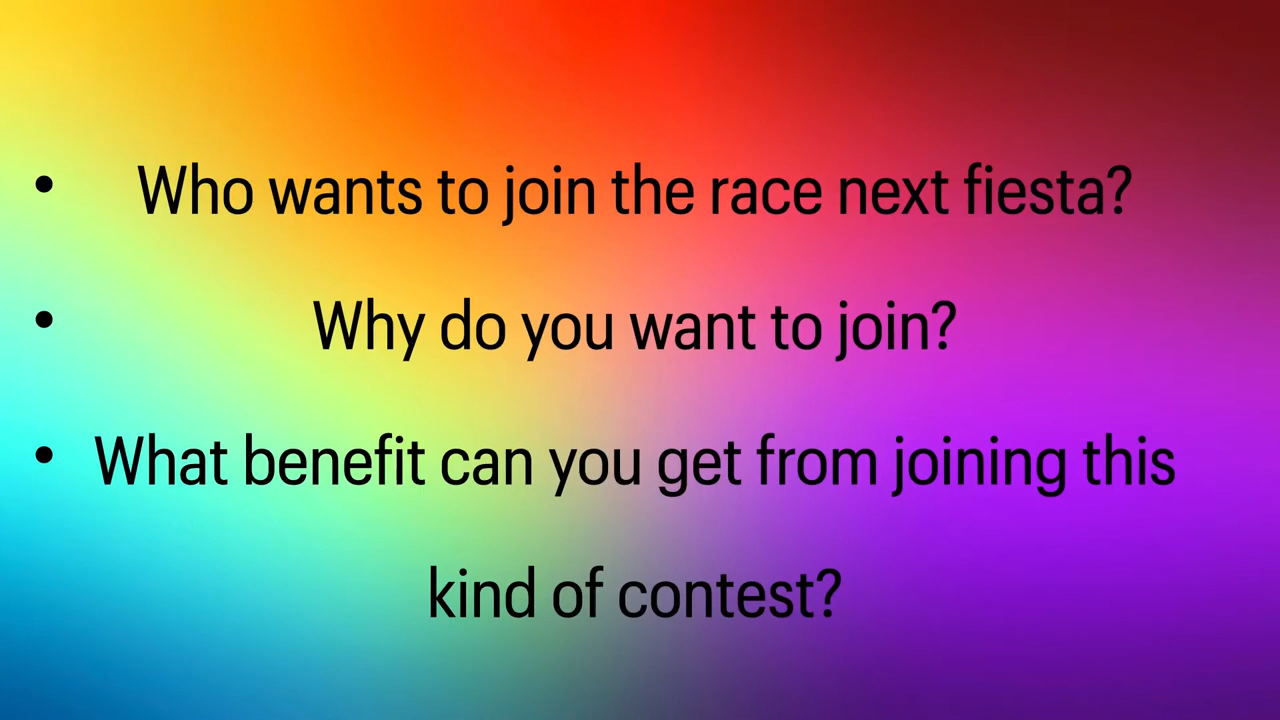 • Who wants to join the race next fiesta?
• Why do you want to join?
• What benefit can you get from joining this
kind of contest?